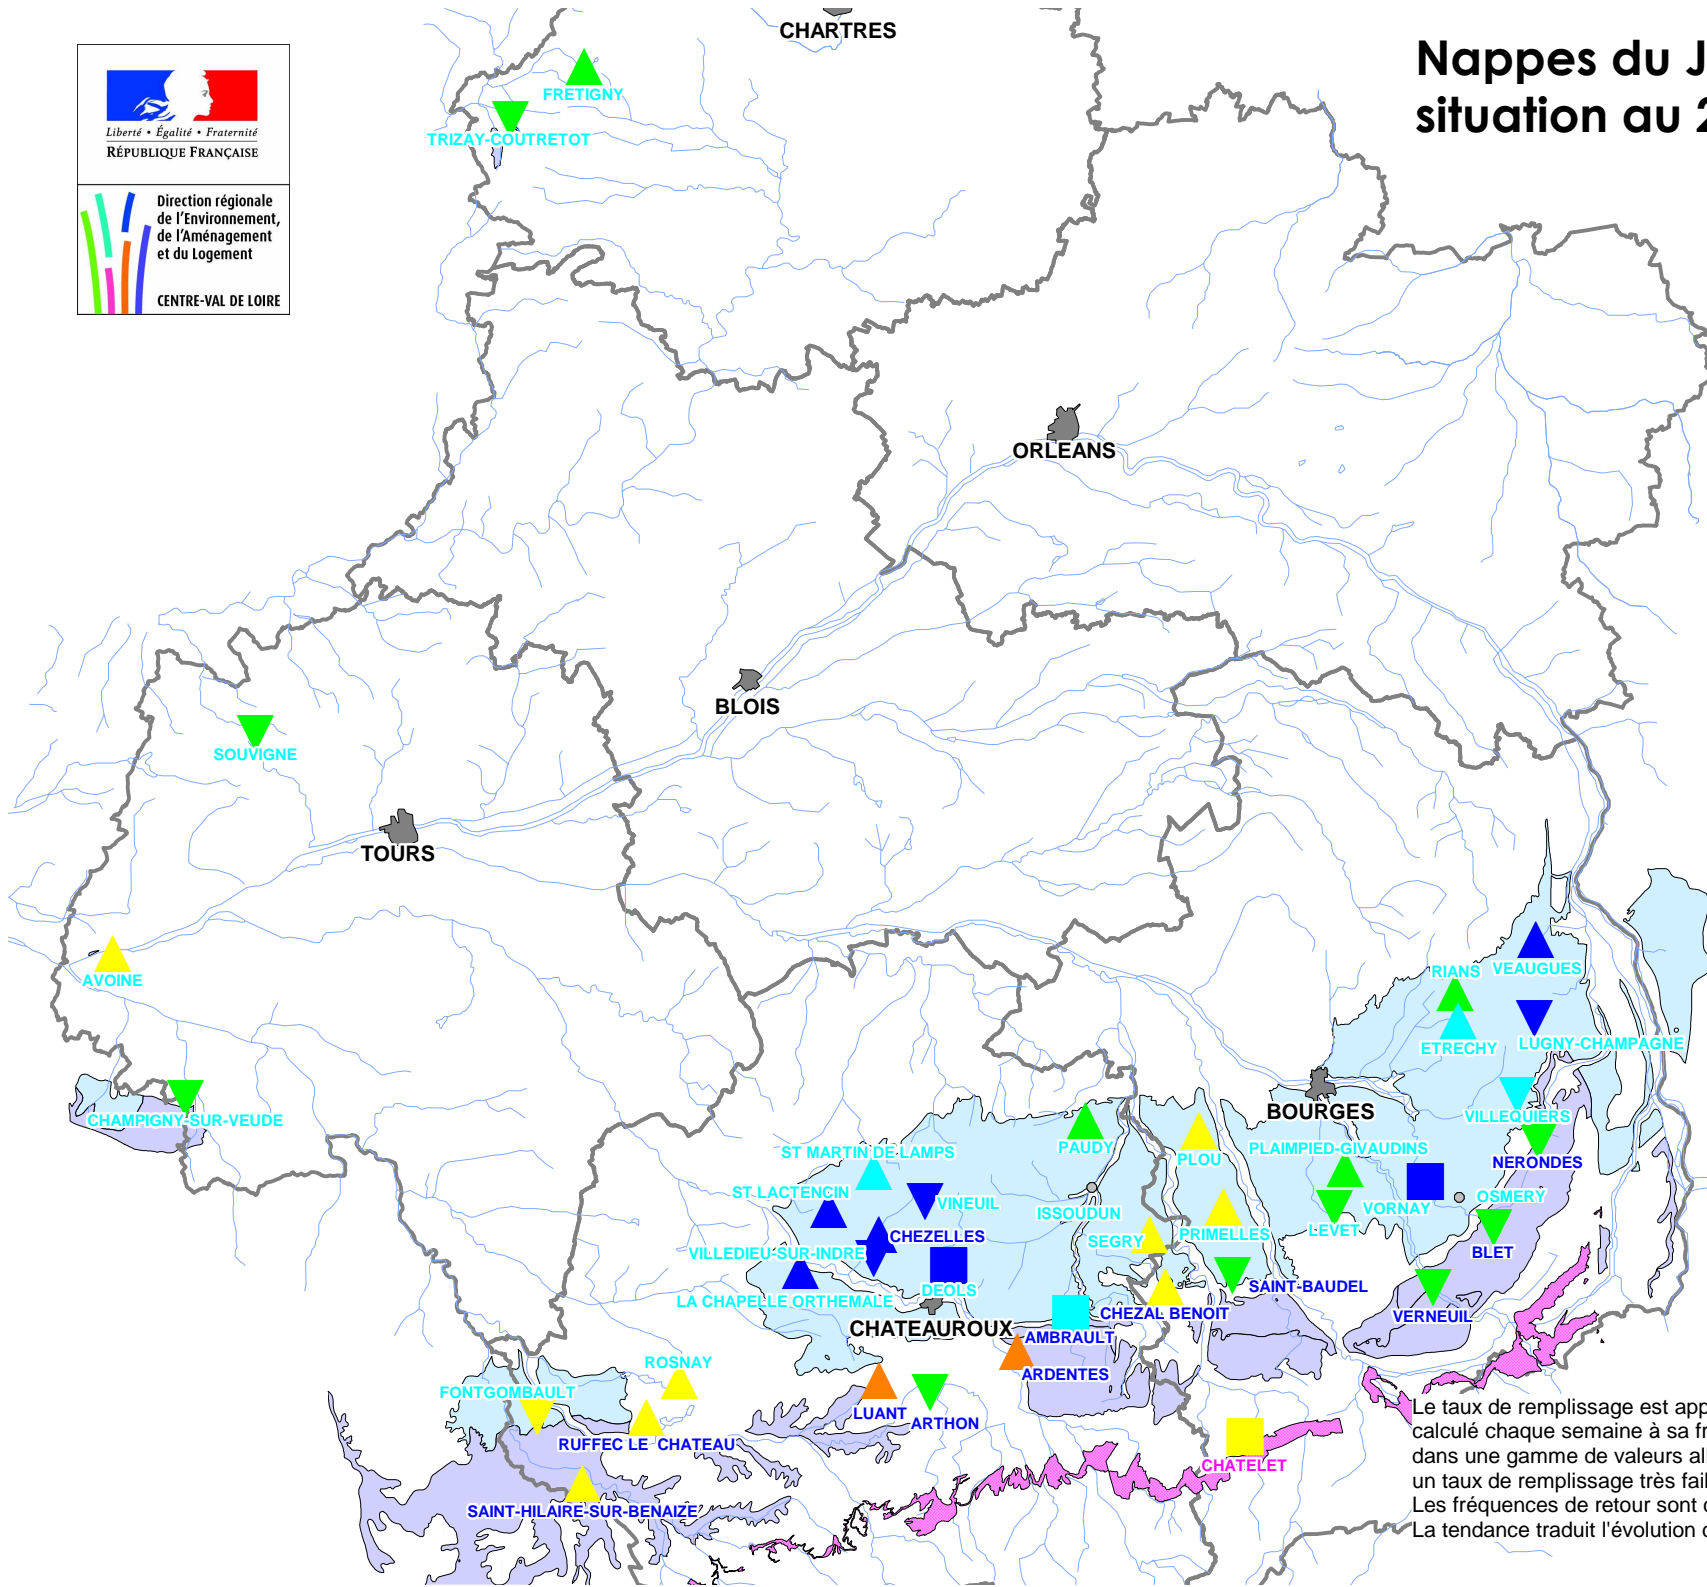 CHARTRES
Nappes du J
situation au 2
FRETIGNY
TRIZAY-COUTRETOT
Liberté • Égalité • Fraternité
RÉPUBLIQUE FRANÇAISE
Direction régionale
de l'Environnement,
de l'Aménagement
et du Logement
CENTRE-VAL DE LOIRE
ORLEANS
BLOIS
SOUVIGNE
TOURS
AVOINE
RIANS
VEAUGUES
ETRECHY
LUGNY-CHAMPAGNE
BOURGES
CHAMPIGNY-SUR-VEUDE
VILLEQUIERS
ST MARTIN DE LAMPS
PAUDY
PLOU
PLAIMPIED-GIVAUDINS
NERONDES
ST LACTENCIN
VINEUIL
ISSOUDUN
VORNAY
OSMERY
CHEZELLES
SEGRY
PRIMELLES
LEVET
VILLEDIEU-SUR-INDRE
BLET
DEOLS
SAINT-BAUDEL
LA CHAPELLE ORTHEMALE
CHEZAL BENOIT
VERNEUIL
CHATEAUROUX
AMBRAULT
ROSNAY
ARDENTES
FONTGOMBAULT
LUANT
ARTHON
RUFFEC LE CHATEAU
CHATELET
SAINT-HILAIRE-SUR-BENAIZE
Le taux de remplissage est app
calculé chaque semaine à sa fr
dans une gamme de valeurs all
un taux de remplissage très fail
Les fréquences de retour sont c
La tendance traduit l'évolution d